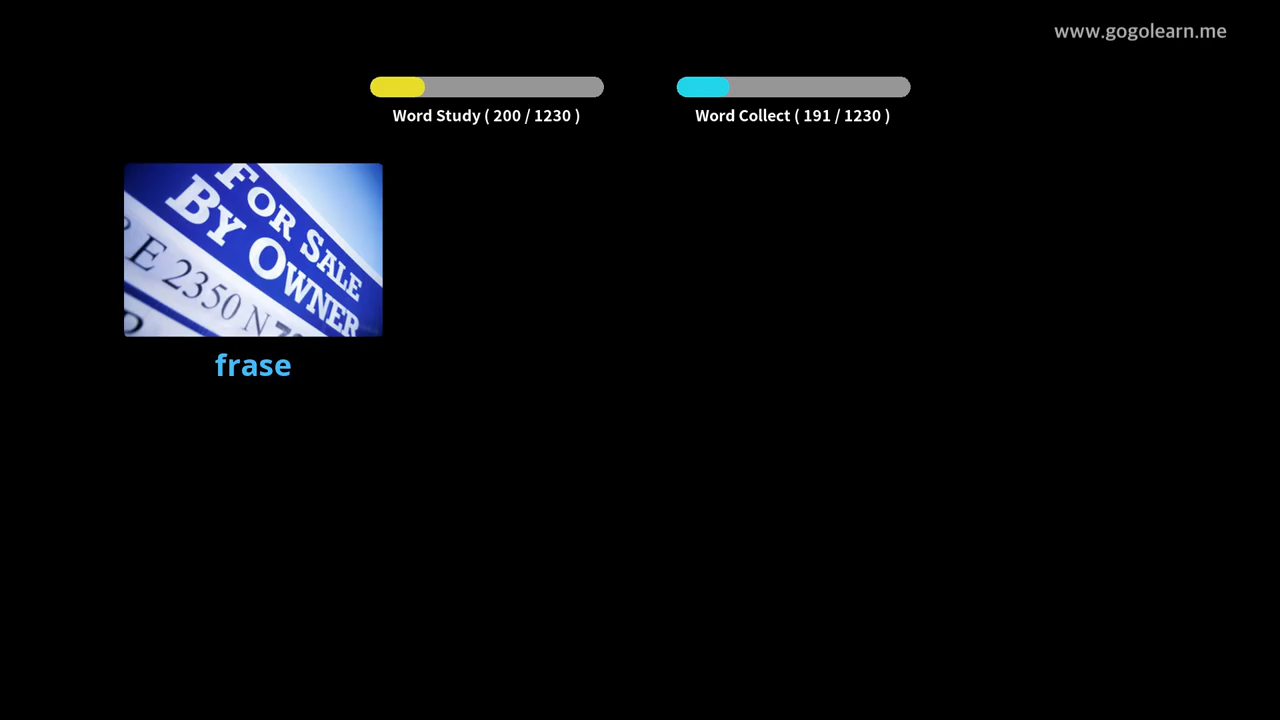 www.gogolearn.me
Word Study ( 200 / 1230 )
Word Collect ( 191 / 1230 )
FOR SALE
BY OWNER
E 2350 N
frase